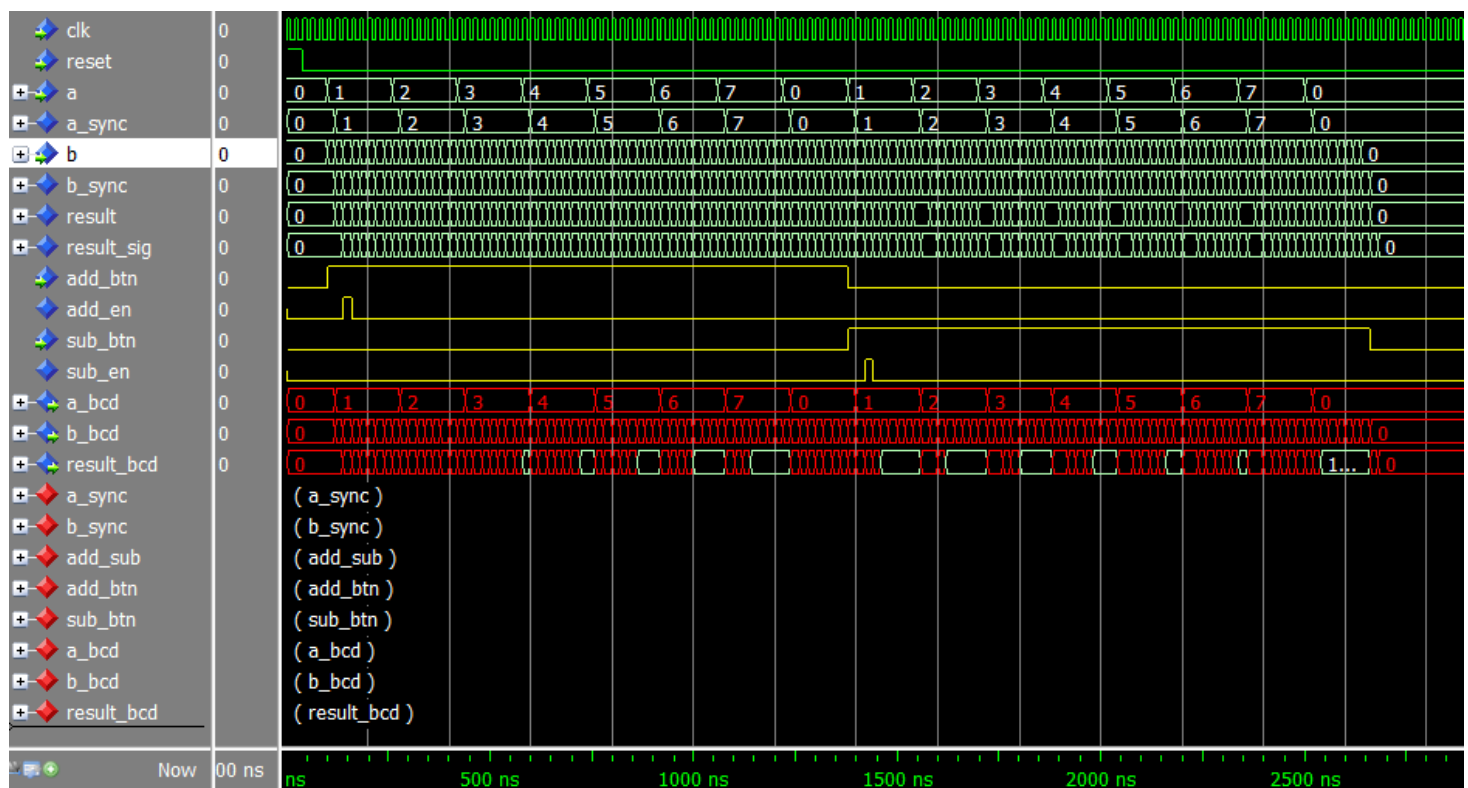 clk 0
reset 0
a 0 0 1 2 3 4 5 6 7 0 1 2 3 4 5 6 7 0
a_sync 0 0 1 2 3 4 5 6 7 0 1 2 3 4 5 6 7 0
b 0 0 0
b_sync 0 0 0
result 0 0 0
result_sig 0 0 0
add_btn 0
add_en 0
sub_btn 0
sub_en 0
a_bcd 0 0 1 2 3 4 5 6 7 0 1 2 3 4 5 6 7 0
b_bcd 0 0 0
result_bcd 0 0 1... 0
a_sync ( a_sync )
b_sync ( b_sync )
add_sub ( add_sub )
add_btn ( add_btn )
sub_btn ( sub_btn )
a_bcd ( a_bcd )
b_bcd ( b_bcd )
result_bcd ( result_bcd )
Now 00 ns ns 500 ns 1000 ns 1500 ns 2000 ns 2500 ns